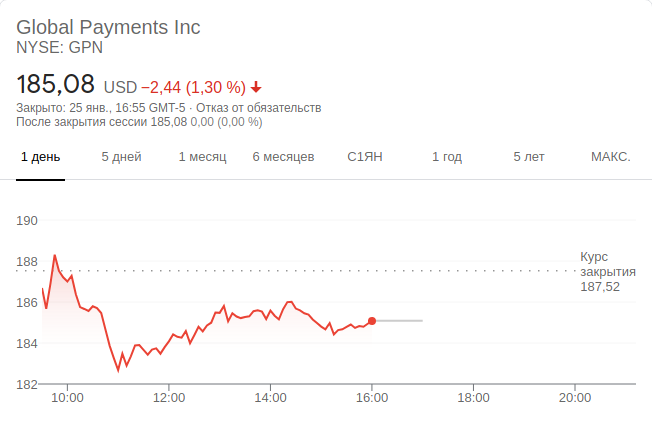 Global Payments Inc
NYSE: GPN
185,08 USD −2,44 (1,30 %)
Закрыто: 25 янв., 16:55 GMT-5 · Отказ от обязательств
После закрытия сессии 185,08 0,00 (0,00 %)
1 день 5 дней 1 месяц 6 месяцев С1ЯН 1 год 5 лет МАКС.
190
188
186
184
182
Курс
закрытия
187,52
10:00 12:00 14:00 16:00 18:00 20:00